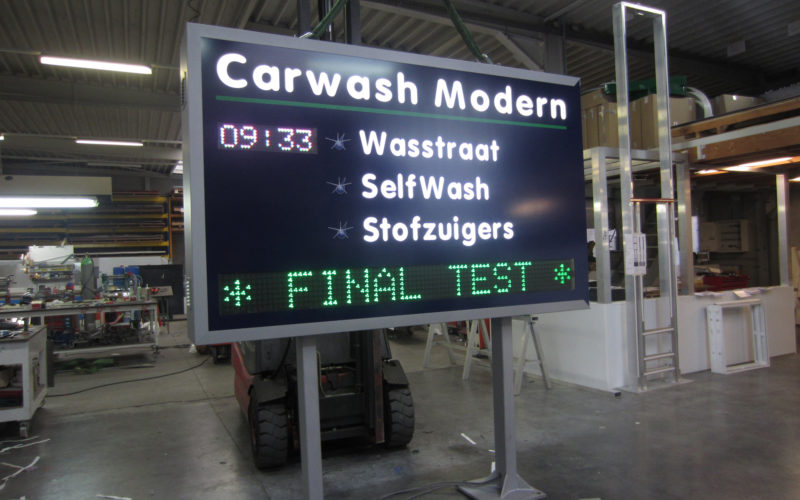 Carwash Modern
09:33 Wasstraat
SelfWash
Stofzuigers
* FINAL TEST *